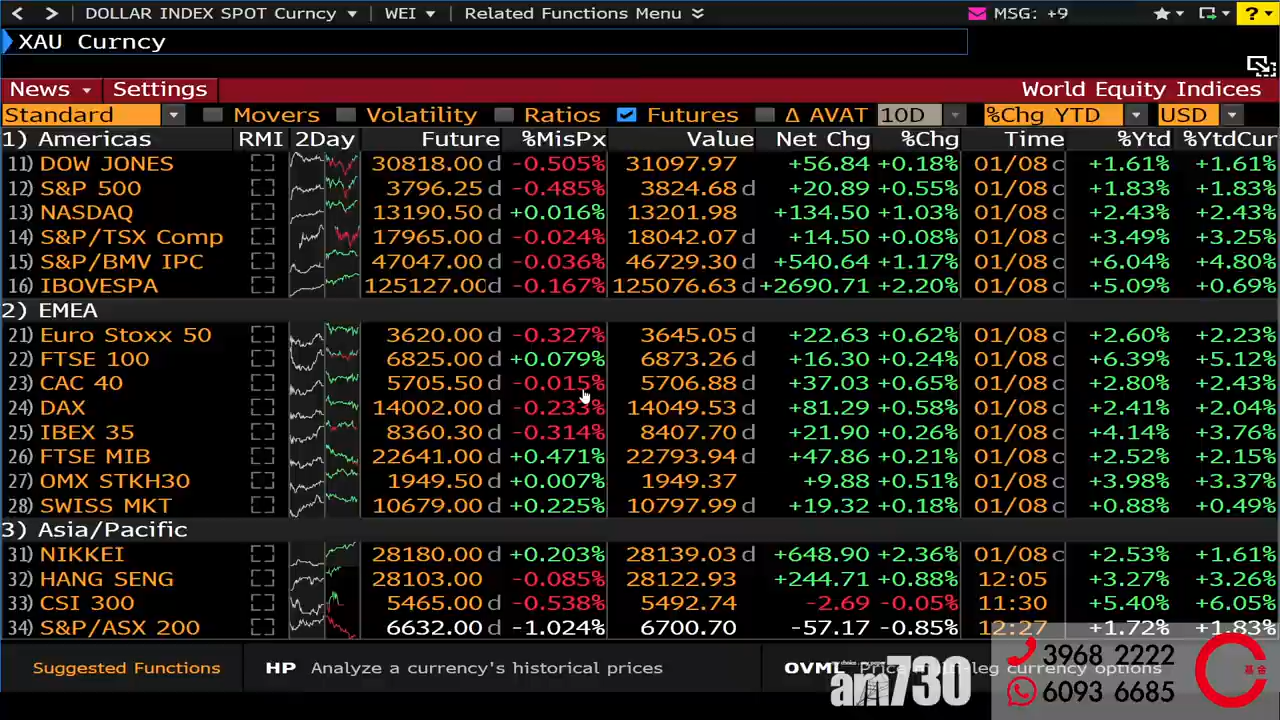 DOLLAR INDEX SPOT Curncy WEI Related Functions Menu MSG: +9 ?
XAU Curncy
News Settings World Equity Indices
Standard Movers Volatility Ratios Futures Δ AVAT 10D %Chg YTD USD
1) Americas RMI 2Day Future %MisPx Value Net Chg %Chg Time %Ytd %YtdCur
11) DOW JONES 30818.00 d -0.505% 31097.97 +56.84 +0.18% 01/08 c +1.61% +1.61%
12) S&P 500 3796.25 d -0.485% 3824.68 d +20.89 +0.55% 01/08 c +1.83% +1.83%
13) NASDAQ 13190.50 d +0.016% 13201.98 +134.50 +1.03% 01/08 c +2.43% +2.43%
14) S&P/TSX Comp 17965.00 d -0.024% 18042.07 d +14.50 +0.08% 01/08 c +3.49% +3.25%
15) S&P/BMV IPC 47047.00 d -0.036% 46729.30 d +540.64 +1.17% 01/08 c +6.04% +4.80%
16) IBOVESPA 125127.00 d -0.167% 125076.63 d +2690.71 +2.20% 01/08 c +5.09% +0.69%
2) EMEA
21) Euro Stoxx 50 3620.00 d -0.327% 3645.05 d +22.63 +0.62% 01/08 c +2.60% +2.23%
22) FTSE 100 6825.00 d +0.079% 6873.26 d +16.30 +0.24% 01/08 c +6.39% +5.12%
23) CAC 40 5705.50 d -0.015% 5706.88 d +37.03 +0.65% 01/08 c +2.80% +2.43%
24) DAX 14002.00 d -0.233% 14049.53 d +81.29 +0.58% 01/08 c +2.41% +2.04%
25) IBEX 35 8360.30 d -0.314% 8407.70 d +21.90 +0.26% 01/08 c +4.14% +3.76%
26) FTSE MIB 22641.00 d +0.471% 22793.94 d +47.86 +0.21% 01/08 c +2.52% +2.15%
27) OMX STKH30 1949.50 d +0.007% 1949.37 +9.88 +0.51% 01/08 c +3.98% +3.37%
28) SWISS MKT 10679.00 d +0.225% 10797.99 d +19.32 +0.18% 01/08 c +0.88% +0.49%
3) Asia/Pacific
31) NIKKEI 28180.00 d +0.203% 28139.03 d +648.90 +2.36% 01/08 c +2.53% +1.61%
32) HANG SENG 28103.00 -0.085% 28122.93 +244.71 +0.88% 12:05 +3.27% +3.26%
33) CSI 300 5465.00 d -0.538% 5492.74 -2.69 -0.05% 11:30 +5.40% +6.05%
34) S&P/ASX 200 6632.00 d -1.024% 6700.70 -57.17 -0.85% 12:27 +1.72% +1.83%
Suggested Functions HP Analyze a currency's historical prices OVML Price multi-leg currency options
am730
3968 2222
6093 6685
基金